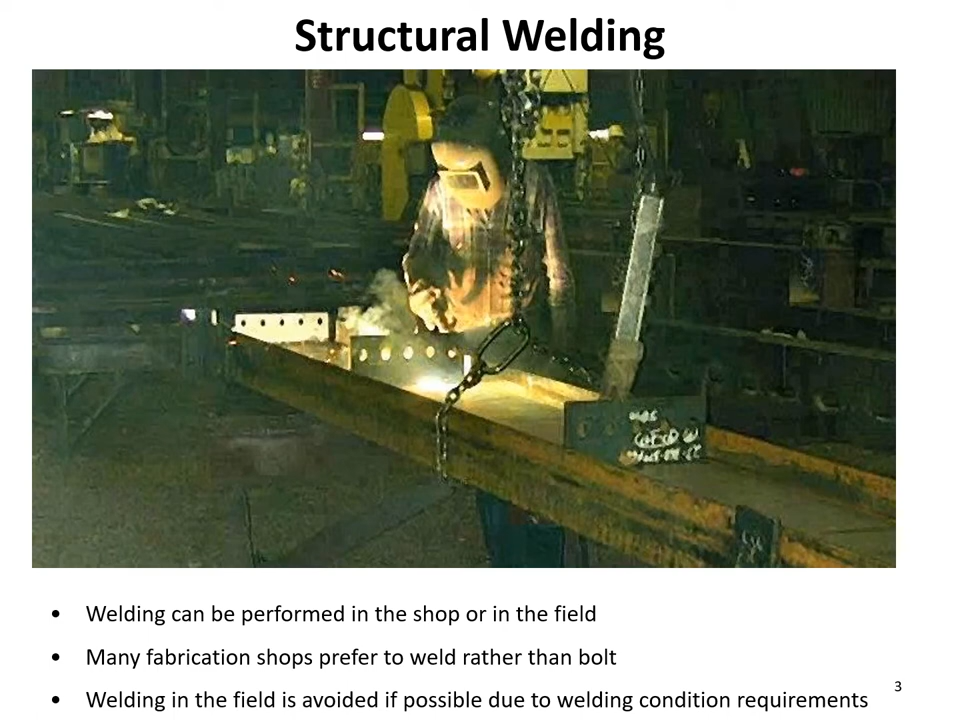 Structural Welding
• Welding can be performed in the shop or in the field
• Many fabrication shops prefer to weld rather than bolt
• Welding in the field is avoided if possible due to welding condition requirements
3